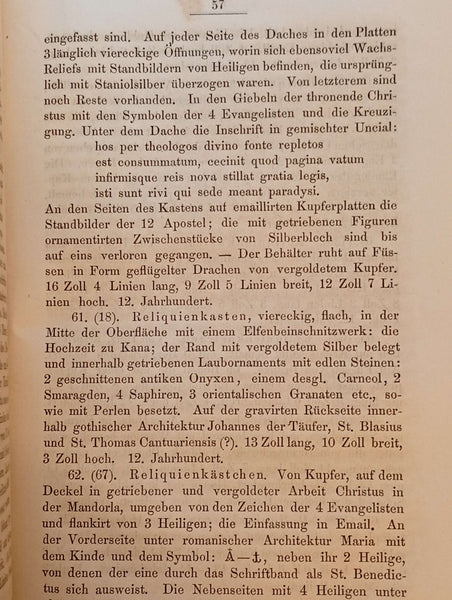 57
eingefasst sind. Auf jeder Seite des Daches in den Platten
3 länglich viereckige Öffnungen, worin sich ebensoviel Wachs-
Reliefs mit Standbildern von Heiligen befinden, die ursprüng-
lich mit Staniolsilber überzogen waren. Von letzterem sind
noch Reste vorhanden. In den Giebeln der thronende Chri-
stus mit den Symbolen der 4 Evangelisten und die Kreuzi-
gung. Unter dem Dache die Inschrift in gemischter Uncial:
hos per theologos divino fonte repletos
est consummatum, cecinit quod pagina vatum
infirmisque reis nova stillat gratia legis,
isti sunt rivi qui sede meant paradysi.
An den Seiten des Kastens auf emaillirten Kupferplatten die
Standbilder der 12 Apostel; die mit getriebenen Figuren
ornamentirten Zwischenstücke von Silberblech sind bis
auf eins verloren gegangen. — Der Behälter ruht auf Füs-
sen in Form geflügelter Drachen von vergoldetem Kupfer.
16 Zoll 4 Linien lang, 9 Zoll 5 Linien breit, 12 Zoll 7 Li-
nien hoch. 12. Jahrhundert.
61. (18). Reliquienkasten, viereckig, flach, in der
Mitte der Oberfläche mit einem Elfenbeinschnitzwerk: die
Hochzeit zu Kana; der Rand mit vergoldetem Silber belegt
und innerhalb getriebenen Laubornaments mit edlen Steinen:
2 geschnittenen antiken Onyxen, einem desgl. Carneol, 2
Smaragden, 4 Saphiren, 3 orientalischen Granaten etc., so-
wie mit Perlen besetzt. Auf der gravirten Rückseite inner-
halb gothischer Architektur Johannes der Täufer, St. Blasius
und St. Thomas Cantuariensis (?). 13 Zoll lang, 10 Zoll breit,
3 Zoll hoch. 12. Jahrhundert.
62. (67). Reliquienkästchen. Von Kupfer, auf dem
Deckel in getriebener und vergoldeter Arbeit Christus in
der Mandorla, umgeben von den Zeichen der 4 Evangelisten
und flankirt von 3 Heiligen; die Einfassung in Email. An
der Vorderseite unter romanischer Architektur Maria mit
dem Kinde und dem Symbol: Å—⚓, neben ihr 2 Heilige,
von denen der eine durch das Schriftband als St. Benedic-
tus sich ausweist. Die Nebenseiten mit 4 Heiligen unter